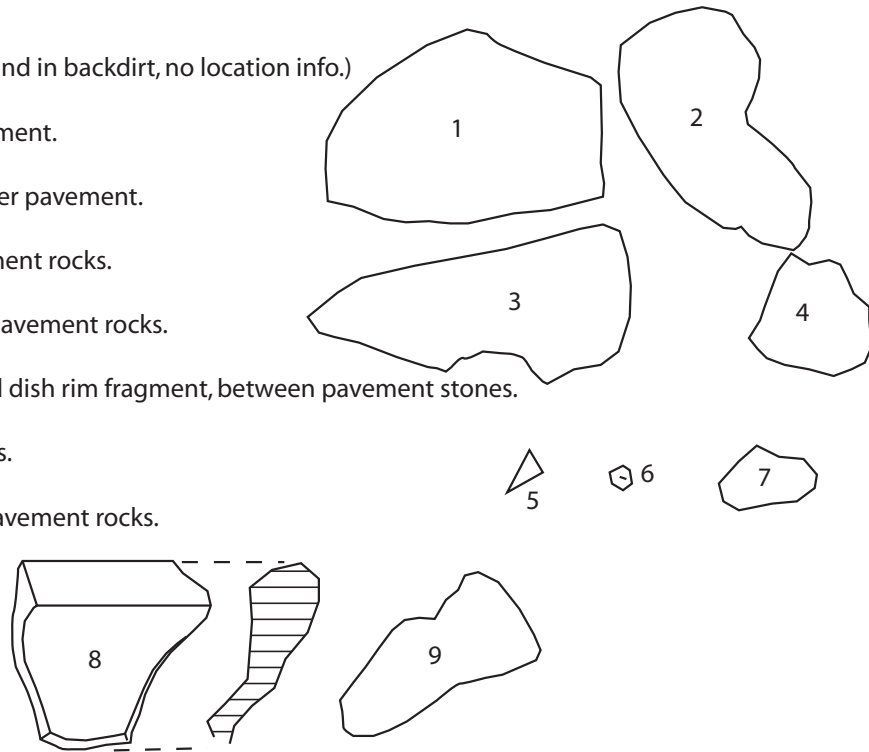 nd in backdirt, no location info.)
ment.
er pavement.
ment rocks.
avement rocks.
dish rim fragment, between pavement stones.
s.
avement rocks.
1
2
3
4
5
6
7
8
9